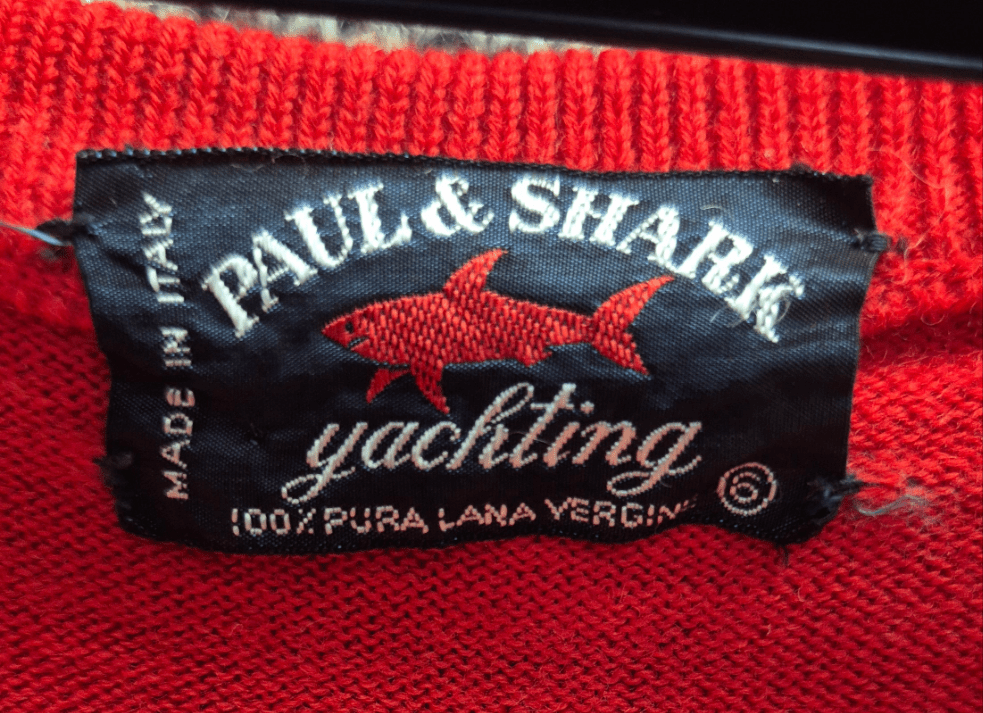 MADE IN ITALY
PAUL & SHARK
yachting
100% PURA LANA VERGINE
6